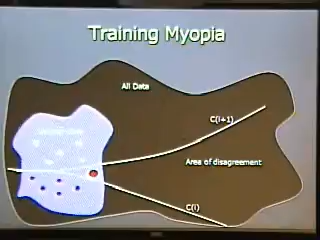 Training Myopia
All Data
C(i+1)
Area of disagreement
C(i)